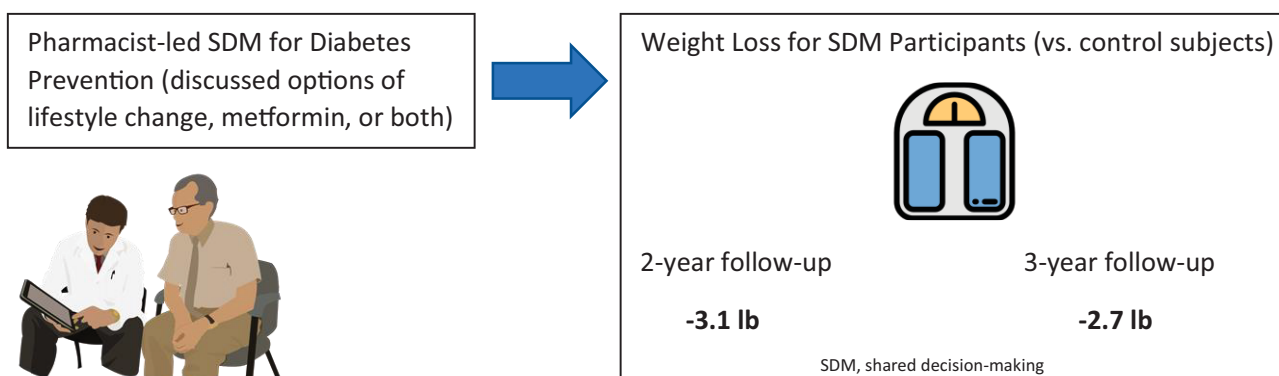 Pharmacist-led SDM for Diabetes
Prevention (discussed options of
lifestyle change, metformin, or both)
Weight Loss for SDM Participants (vs. control subjects)
2-year follow-up
3-year follow-up
-3.1 lb
-2.7 lb
SDM, shared decision-making